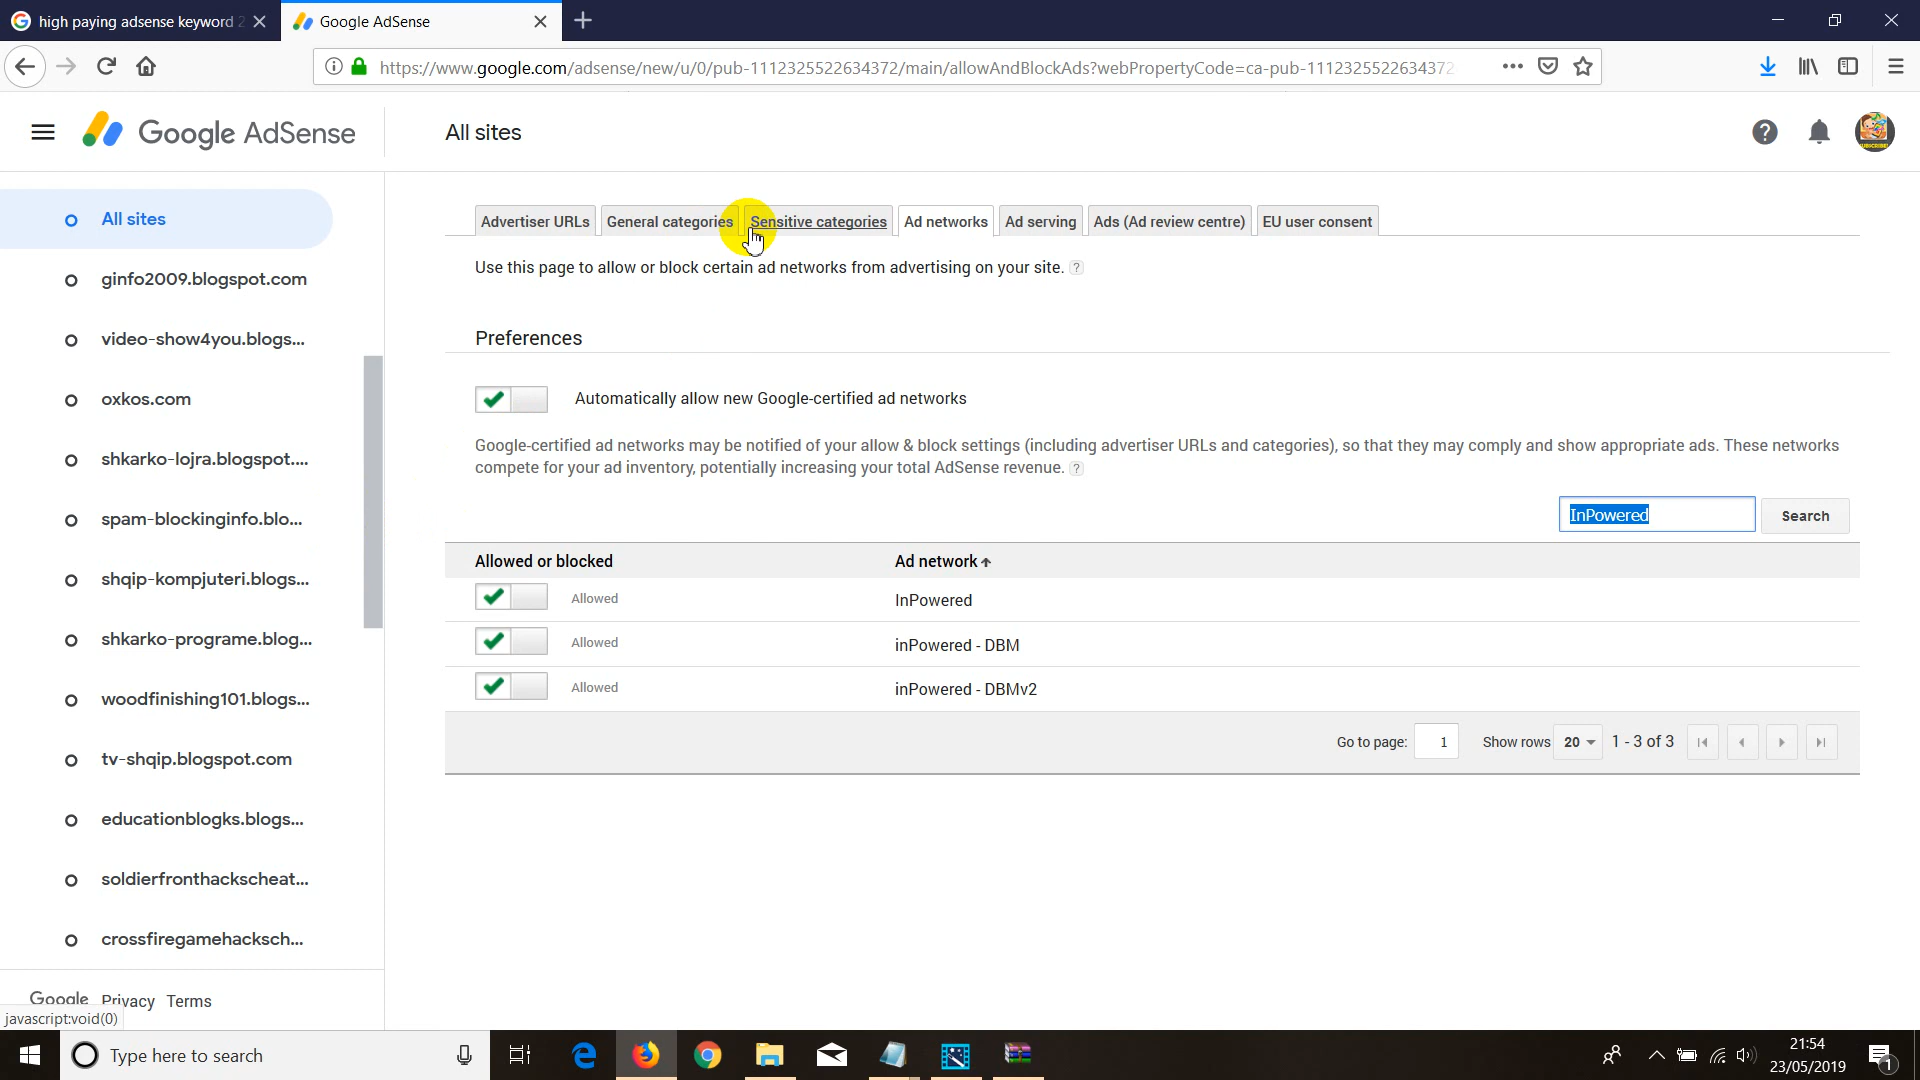 high paying adsense keyword 2
Google AdSense
https://www.google.com/adsense/new/u/0/pub-1112325522634372/main/allowAndBlockAds?webPropertyCode=ca-pub-1112325522634372
Google AdSense
All sites
All sites
ginfo2009.blogspot.com
video-show4you.blogs...
oxkos.com
shkarko-lojra.blogspot....
spam-blockinginfo.blo...
shqip-kompjuteri.blogs...
shkarko-programe.blog...
woodfinishing101.blogs...
tv-shqip.blogspot.com
educationblogks.blogs...
soldierfronthackscheat...
crossfiregamehacksch...
Google Privacy Terms
javascript:void(0)
Advertiser URLs General categories Sensitive categories Ad networks Ad serving Ads (Ad review centre) EU user consent
Use this page to allow or block certain ad networks from advertising on your site. ?
Preferences
Automatically allow new Google-certified ad networks
Google-certified ad networks may be notified of your allow & block settings (including advertiser URLs and categories), so that they may comply and show appropriate ads. These networks
compete for your ad inventory, potentially increasing your total AdSense revenue. ?
InPowered Search
Allowed or blocked Ad network
Allowed InPowered
Allowed inPowered - DBM
Allowed inPowered - DBMv2
Go to page: 1 Show rows 20 1 - 3 of 3
Type here to search
21:54
23/05/2019
1